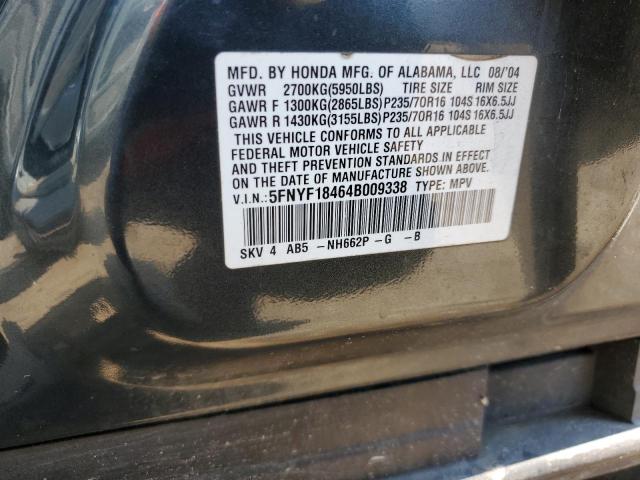 MFD. BY HONDA MFG. OF ALABAMA, LLC 08/'04
GVWR 2700KG(5950LBS) TIRE SIZE RIM SIZE
GAWR F 1300KG(2865LBS)P235/70R16 104S 16X6.5JJ
GAWR R 1430KG(3155LBS)P235/70R16 104S 16X6.5JJ
THIS VEHICLE CONFORMS TO ALL APPLICABLE
FEDERAL MOTOR VEHICLE SAFETY
AND THEFT PREVENTION STANDARDS IN EFFECT
ON THE DATE OF MANUFACTURE SHOWN ABOVE.
V.I.N.:5FNYF18464B009338 TYPE: MPV
SKV 4 AB5 -NH662P -G -B